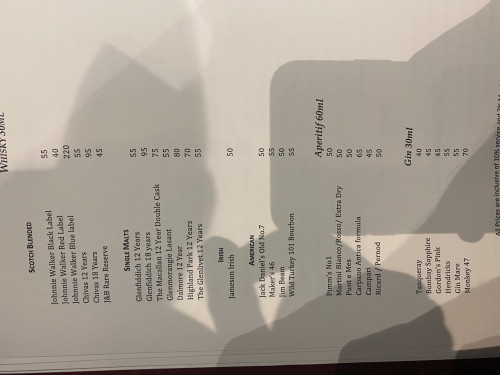 WHISKY 50ML
SCOTCH BLENDED
Johnnie Walker Black Label 55
Johnnie Walker Red Label 40
Johnnie Walker Blue label 220
Chivas 12 Years 55
Chivas 18 Years 95
J&B Rare Reserve 45
SINGLE MALTS
Glenfiddich 12 Years 55
Glenfiddich 18 years 95
The Macallan 12 Year Double Cask 75
Glenmorangie Lasant 55
Dalmore 12 Year 80
Highland Park 12 Years 70
The Glenlivet 12 Years 55
IRISH
Jameson Irish 50
AMERICAN
Jack Daniel's Old No.7 50
Maker's 46 55
Jim Beam 50
Wild Turkey 101 Bourbon 55
Aperitif 60ml
Pimm's No1 50
Martini Bianco/Rosso/ Extra Dry 50
Punt e Mes 50
Carpano Antica formula 65
Campari 45
Ricard / Pernod 50
Gin 30ml
Tanqueray 40
Bombay Sapphire 45
Gordon's Pink 45
Hendricks 55
Gin Mare 55
Monkey 47 70
All Prices are inclusive of 10% service and